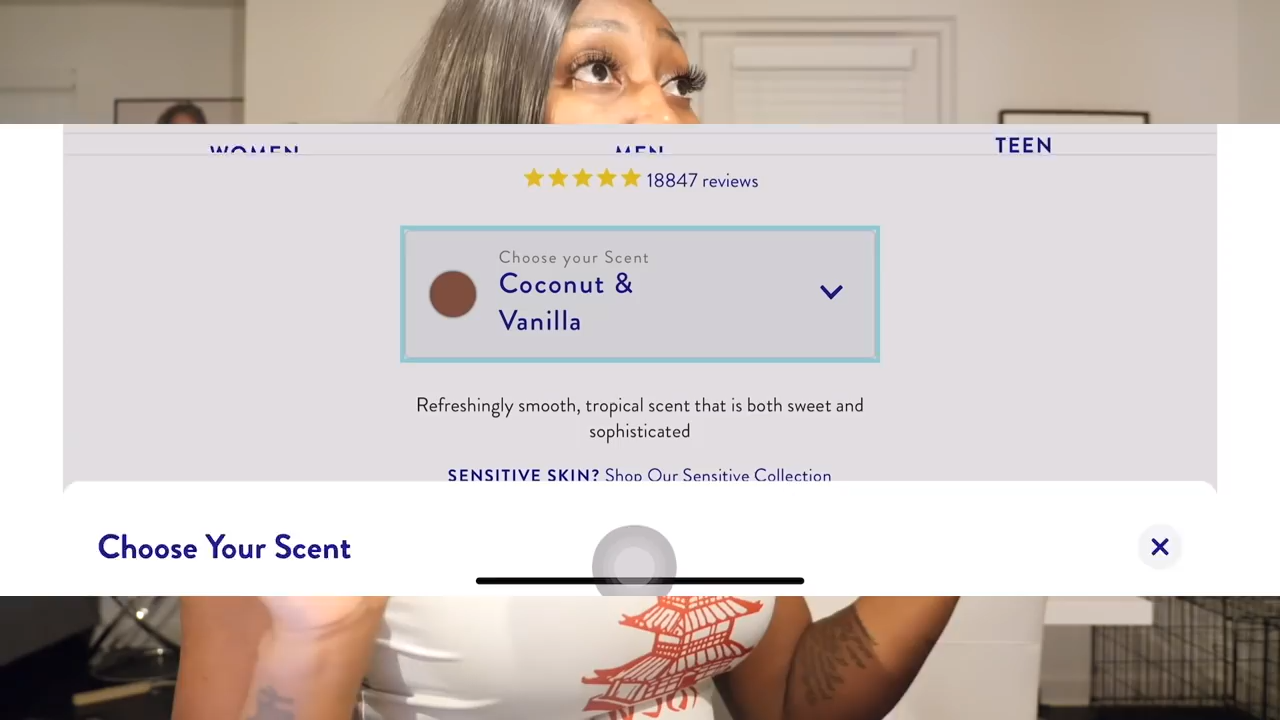 WOMEN MEN TEEN
18847 reviews
Choose your Scent
Coconut &
Vanilla
Refreshingly smooth, tropical scent that is both sweet and
sophisticated
SENSITIVE SKIN? Shop Our Sensitive Collection
Choose Your Scent